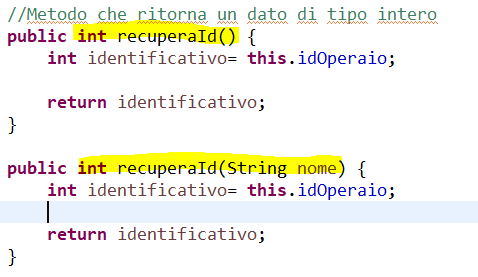 //Metodo che ritorna un dato di tipo intero
public int recuperaId() {
int identificativo= this.idOperaio;
return identificativo;
}
public int recuperaId(String nome) {
int identificativo= this.idOperaio;
return identificativo;
}